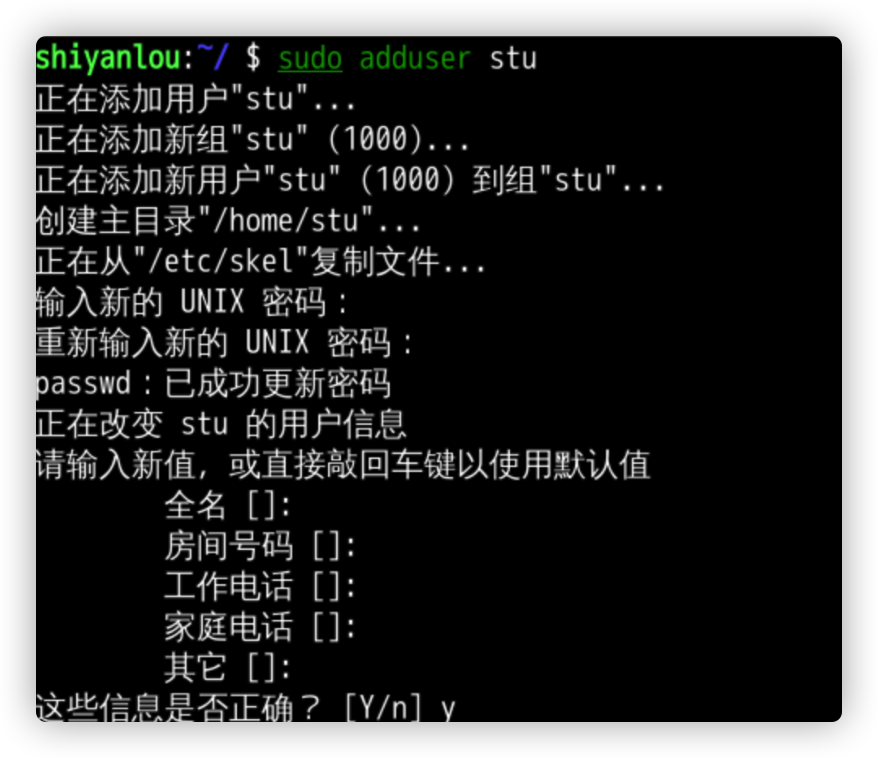 shiyanlou:~/ $ sudo adduser stu
正在添加用户"stu"...
正在添加新组"stu" (1000)...
正在添加新用户"stu" (1000) 到组"stu"...
创建主目录"/home/stu"...
正在从"/etc/skel"复制文件...
输入新的 UNIX 密码：
重新输入新的 UNIX 密码：
passwd：已成功更新密码
正在改变 stu 的用户信息
请输入新值，或直接敲回车键以使用默认值
全名 []:
房间号码 []:
工作电话 []:
家庭电话 []:
其它 []:
这些信息是否正确？ [Y/n] y